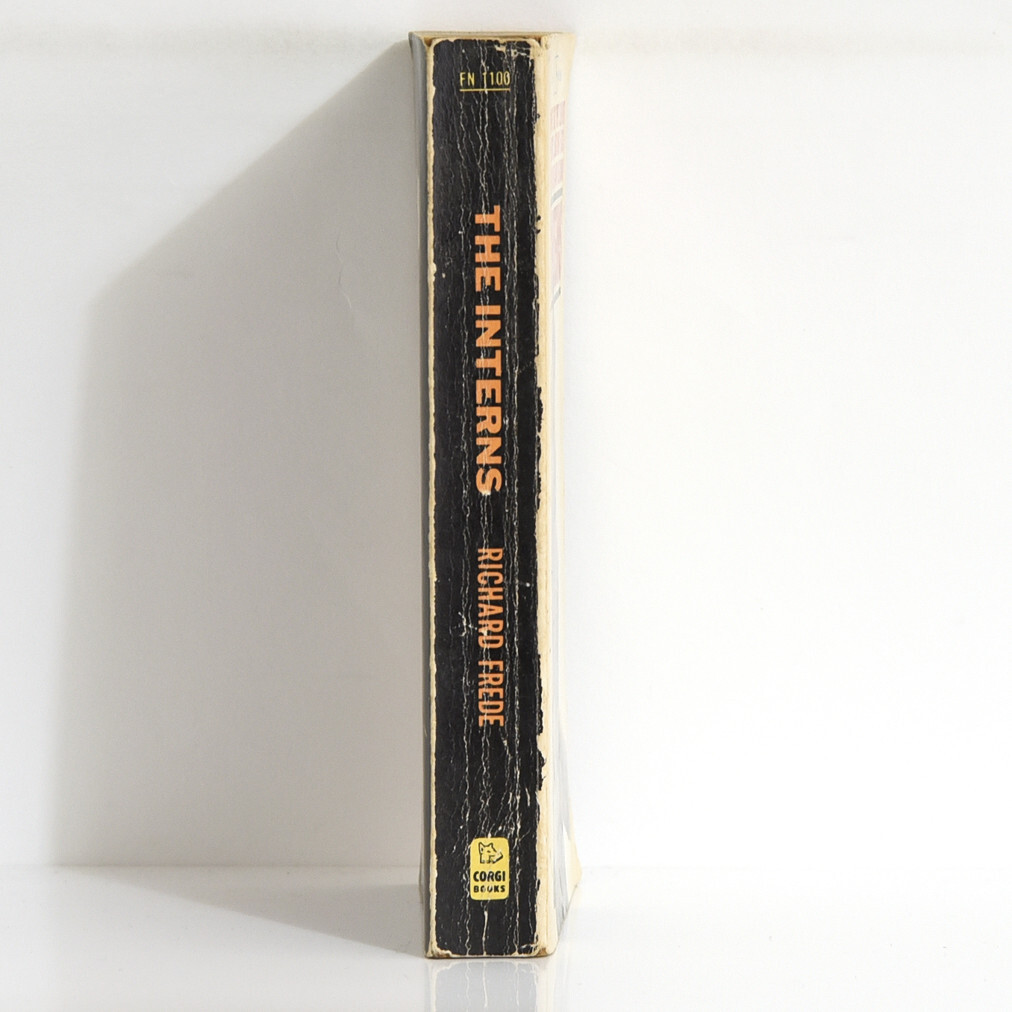 FN 1100
THE INTERNS
RICHARD FREDE
CORGI
BOOKS